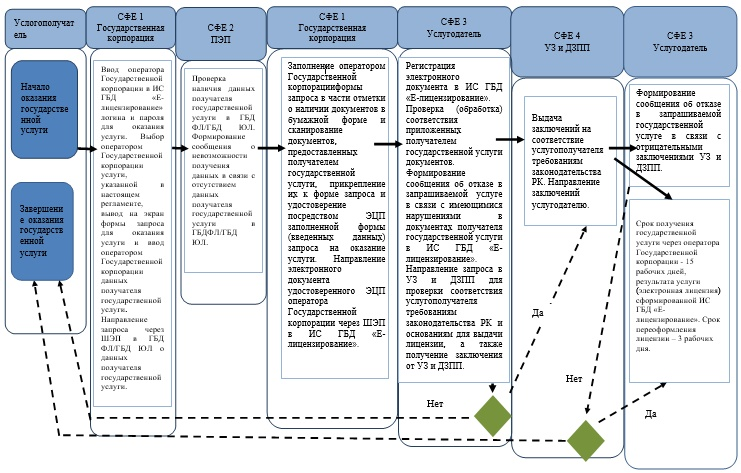 Услогополучат
ель
Начало
оказания
государстве
нной
услуги
Завершени
е оказания
государств
енной
услуги
СФЕ 1
Государственная
корпорация
Ввод оператора
Государственной
корпорации в ИС
ГБД «Е-
лицензирование»
логина и пароля
для оказания
услуги. Выбор
оператором
Государственной
корпорации
услуги,
указанной в
настоящем
регламенте,
вывод на экран
формы запроса
для оказания
услуги и ввод
оператором
Государственной
корпорации
данных
получателя
государственной
услуги.
Направление
запроса через
ШЭП в ГБД
ФЛ/ГБД ЮЛ о
данных
получателя
государственной
услуги.
СФЕ 2
ПЭП
Проверка
наличия данных
получателя
государственной
услуги в ГБД
ФЛ/ГБД ЮЛ.
Формирование
сообщения о
невозможности
получения
данных в связи с
отсутствием
данных
получателя
государственной
услуги в
ГБДФЛ/ГБД
ЮЛ.
СФЕ 1
Государственная
корпорация
Заполнение оператором
Государственной
корпорацииформы
запроса в части отметки
о наличии документов в
бумажной форме и
сканирование
документов,
предоставленных
получателем
государственной
услуги, прикрепление
их к форме запроса и
удостоверение
посредством ЭЦП
заполненной формы
(введенных данных)
запроса на оказание
услуги. Направление
электронного
документа
удостоверенного ЭЦП
оператора
Государственной
корпорации через ШЭП
в ИС ГБД «Е-
лицензирование».
СФЕ 3
Услугодатель
Регистрация
электронного
документа в ИС ГБД
«Е-лицензирование».
Проверка (обработка)
соответствия
приложенных
получателем
государственной услуги
документов.
Формирование
сообщения об отказе в
запрашиваемой услуге
в связи с имеющимися
нарушениями в
документах получателя
государственной услуги
в ИС ГБД «Е-
лицензирование».
Направление запроса в
УЗ и ДЗПП для
проверки соответствия
услугополучателя
требованиям
законодательства РК и
основаниям для выдачи
лицензии, а также
получение заключения
от УЗ и ДЗПП.
Нет
СФЕ 4
УЗ и ДЗПП
Выдача
заключений на
соответствие
услугополучателя
требованиям
законодательства
РК. Направление
заключений
услугодателю.
Да
Нет
СФЕ 3
Услугодатель
Формирование
сообщения об отказе
в запрашиваемой
государственной
услуге в связи с
отрицательными
заключениями УЗ и
ДЗПП.
Срок получения
государственной
услуги через оператора
Государственной
корпорации - 15
рабочих дней,
результата услуги
(электронная лицензия)
сформированной ИС
ГБД «Е-
лицензирование». Срок
переоформления
лицензии – 3 рабочих
дня.
Да